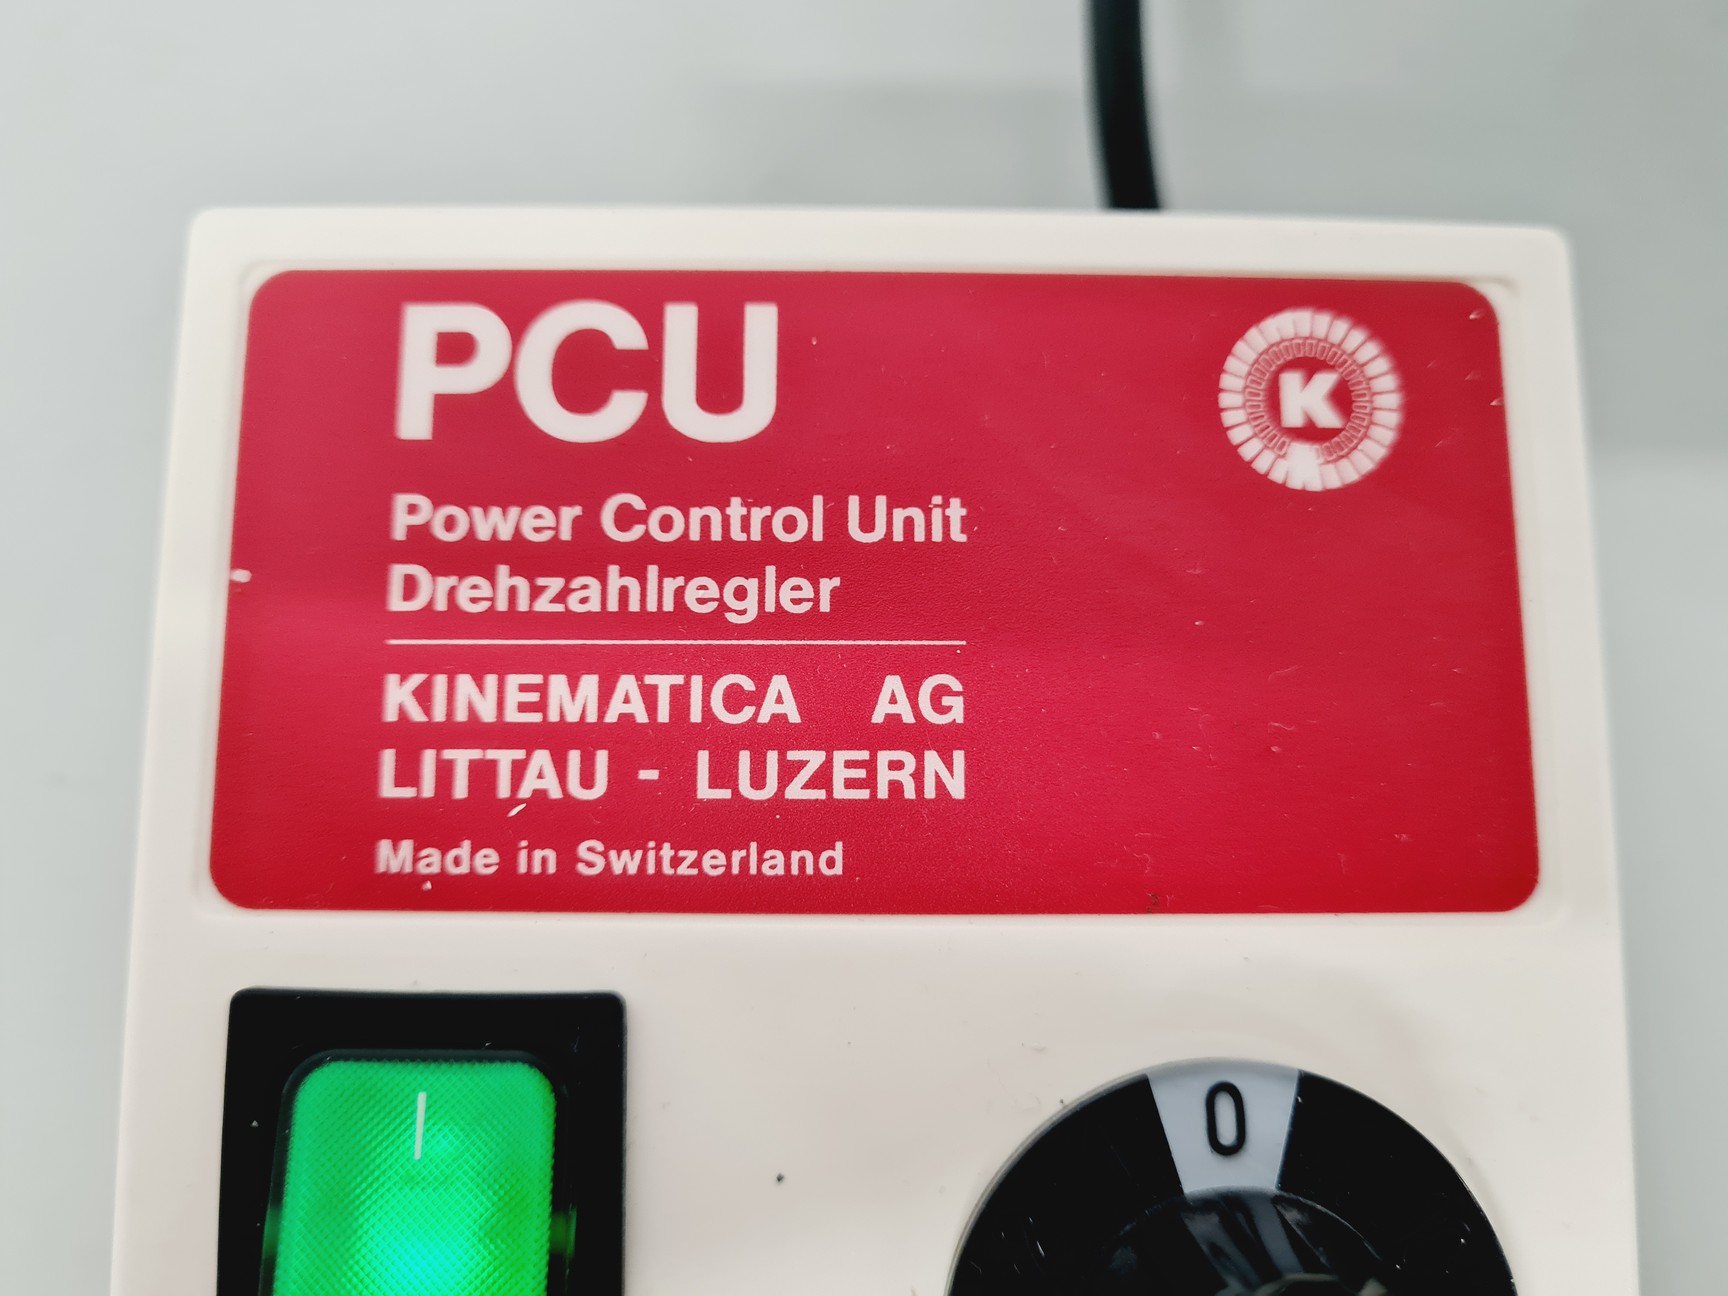 PCU
K
Power Control Unit
Drehzahlregler
KINEMATICA AG
LITTAU - LUZERN
Made in Switzerland
I
0